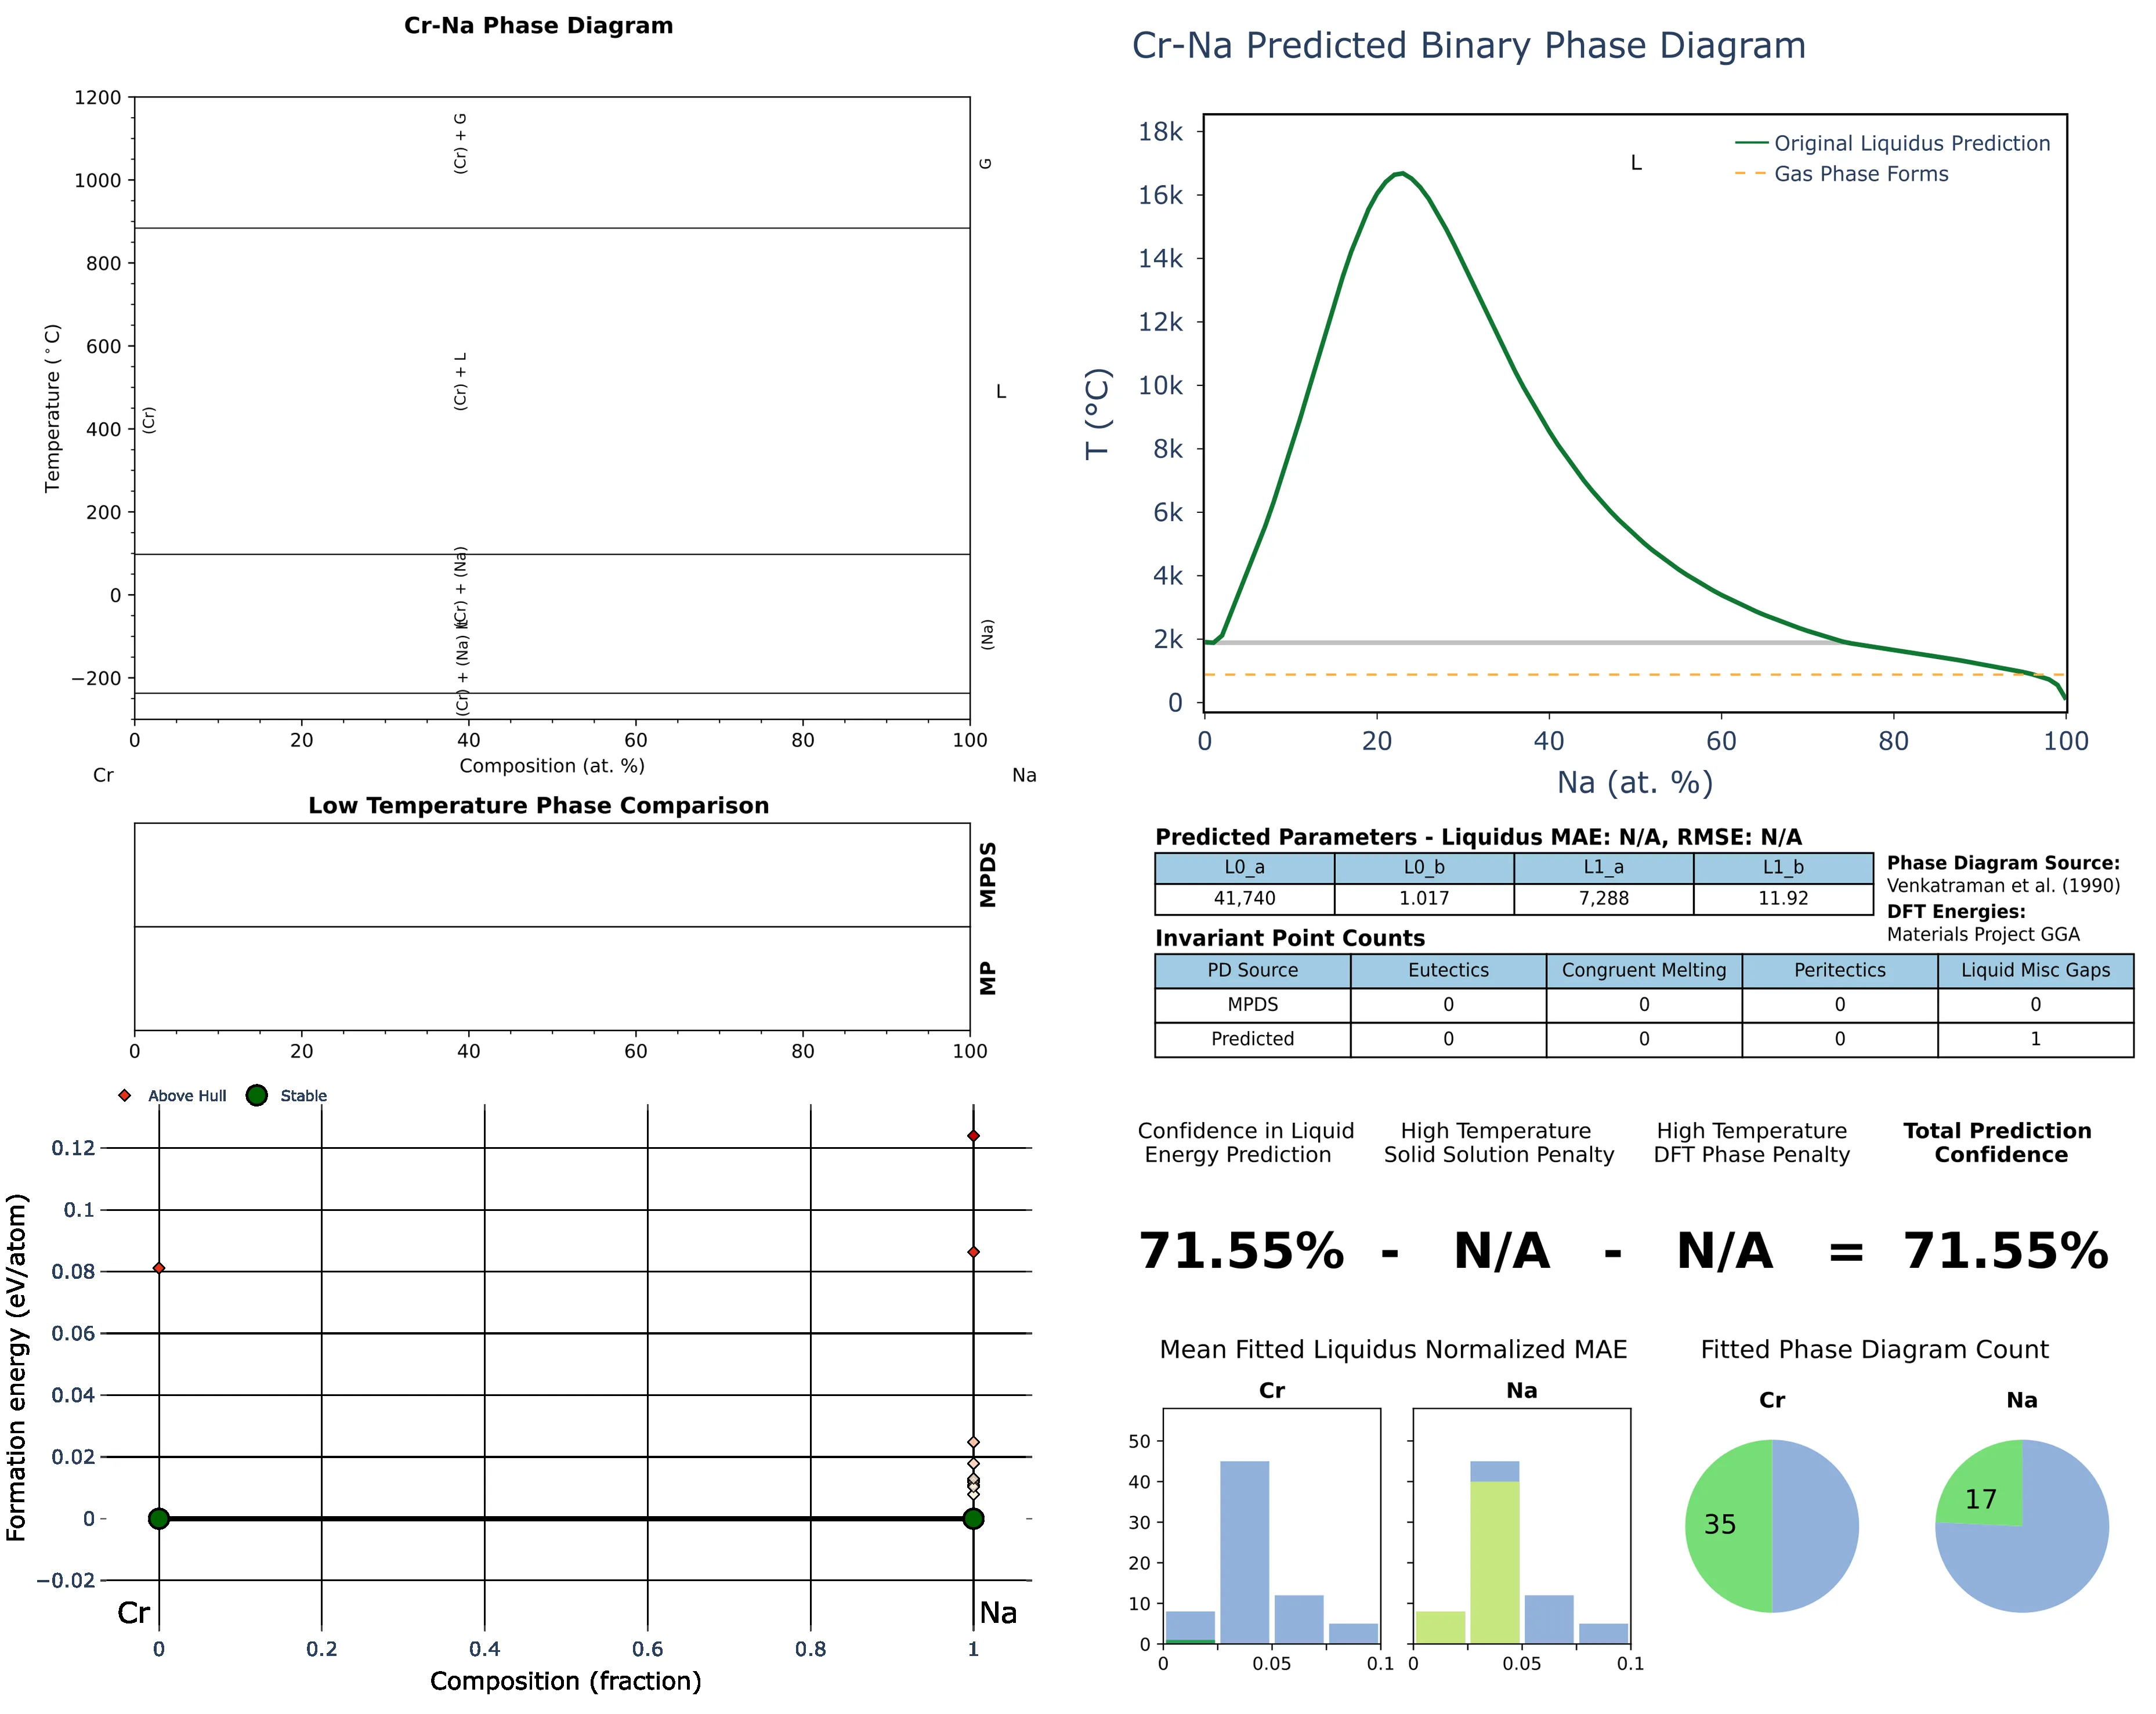 Cr-Na Phase Diagram
1200
1000
800
600
400
200
0
−200
Temperature (°C)
(Cr) + G
(Cr) + L
(Cr)
(Cr) + (Na)
G
L
(Na)
0 20 40 60 80 100
Composition (at. %)
Cr Na
Low Temperature Phase Comparison
MPDS
MP
0 20 40 60 80 100
Above Hull Stable
0.12
0.1
0.08
0.06
0.04
0.02
0
−0.02
Formation energy (eV/atom)
Cr Na
0 0.2 0.4 0.6 0.8 1
Composition (fraction)
Cr-Na Predicted Binary Phase Diagram
18k
16k
14k
12k
10k
8k
6k
4k
2k
0
T (°C)
L
Original Liquidus Prediction
Gas Phase Forms
0 20 40 60 80 100
Na (at. %)
Predicted Parameters - Liquidus MAE: N/A, RMSE: N/A
L0_a L0_b L1_a L1_b
41,740 1.017 7,288 11.92
Phase Diagram Source:
Venkatraman et al. (1990)
DFT Energies:
Materials Project GGA
Invariant Point Counts
PD Source Eutectics Congruent Melting Peritectics Liquid Misc Gaps
MPDS 0 0 0 0
Predicted 0 0 0 1
Confidence in Liquid
Energy Prediction
High Temperature
Solid Solution Penalty
High Temperature
DFT Phase Penalty
Total Prediction
Confidence
71.55% - N/A - N/A = 71.55%
Mean Fitted Liquidus Normalized MAE
Cr Na
50
40
30
20
10
0
0 0.05 0.1 0 0.05 0.1
Fitted Phase Diagram Count
Cr Na
35 17